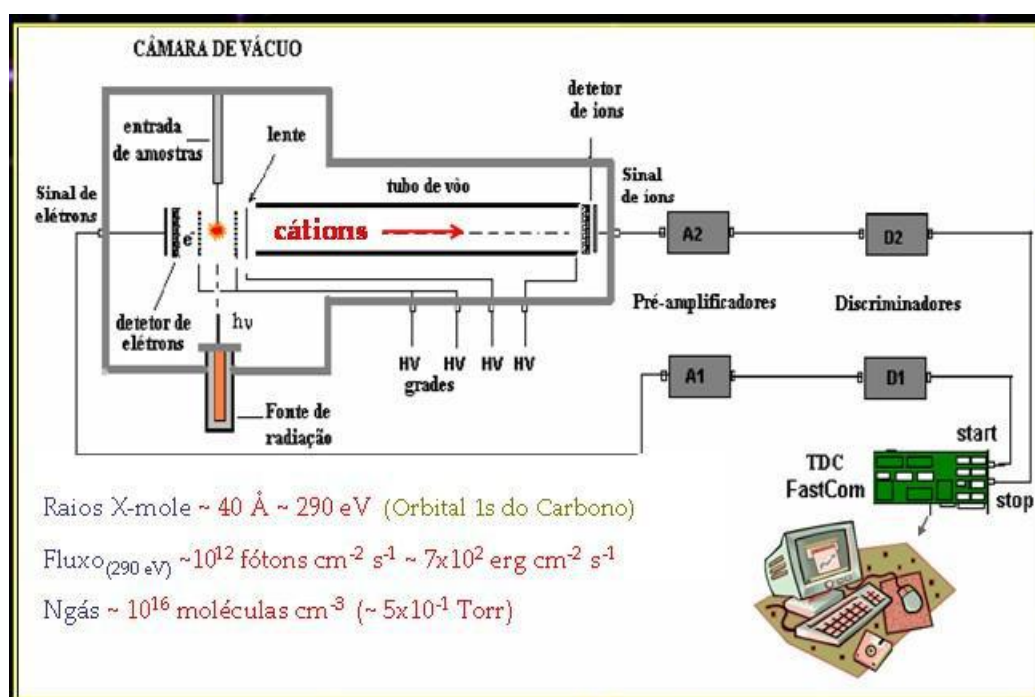 CÂMARA DE VÁCUO
entrada
de amostras
lente
detetor
de íons
Sinal de
elétrons
tubo de vôo
Sinal
de íons
e
cátions
A2
D2
hν
Pré-amplificadores
Discriminadores
detetor de
elétrons
HV HV HV HV
grades
A1
D1
Fonte de
radiação
start
TDC
FastCom
stop
Raios X-mole ~ 40 Å ~ 290 eV (Orbital 1s do Carbono)
Fluxo(290 eV) ~10¹² fótons cm⁻² s⁻¹ ~ 7x10² erg cm⁻² s⁻¹
Ngás ~ 10¹⁶ moléculas cm⁻³ (~ 5x10⁻¹ Torr)